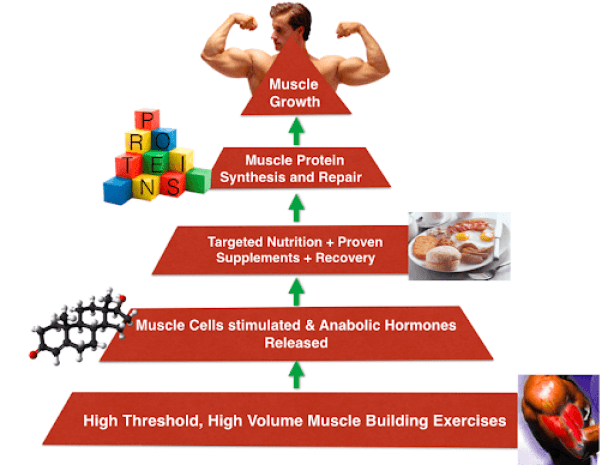 Muscle
Growth
P
R O
T E I
N S
Muscle Protein
Synthesis and Repair
Targeted Nutrition + Proven
Supplements + Recovery
Muscle Cells stimulated & Anabolic Hormones
Released
High Threshold, High Volume Muscle Building Exercises